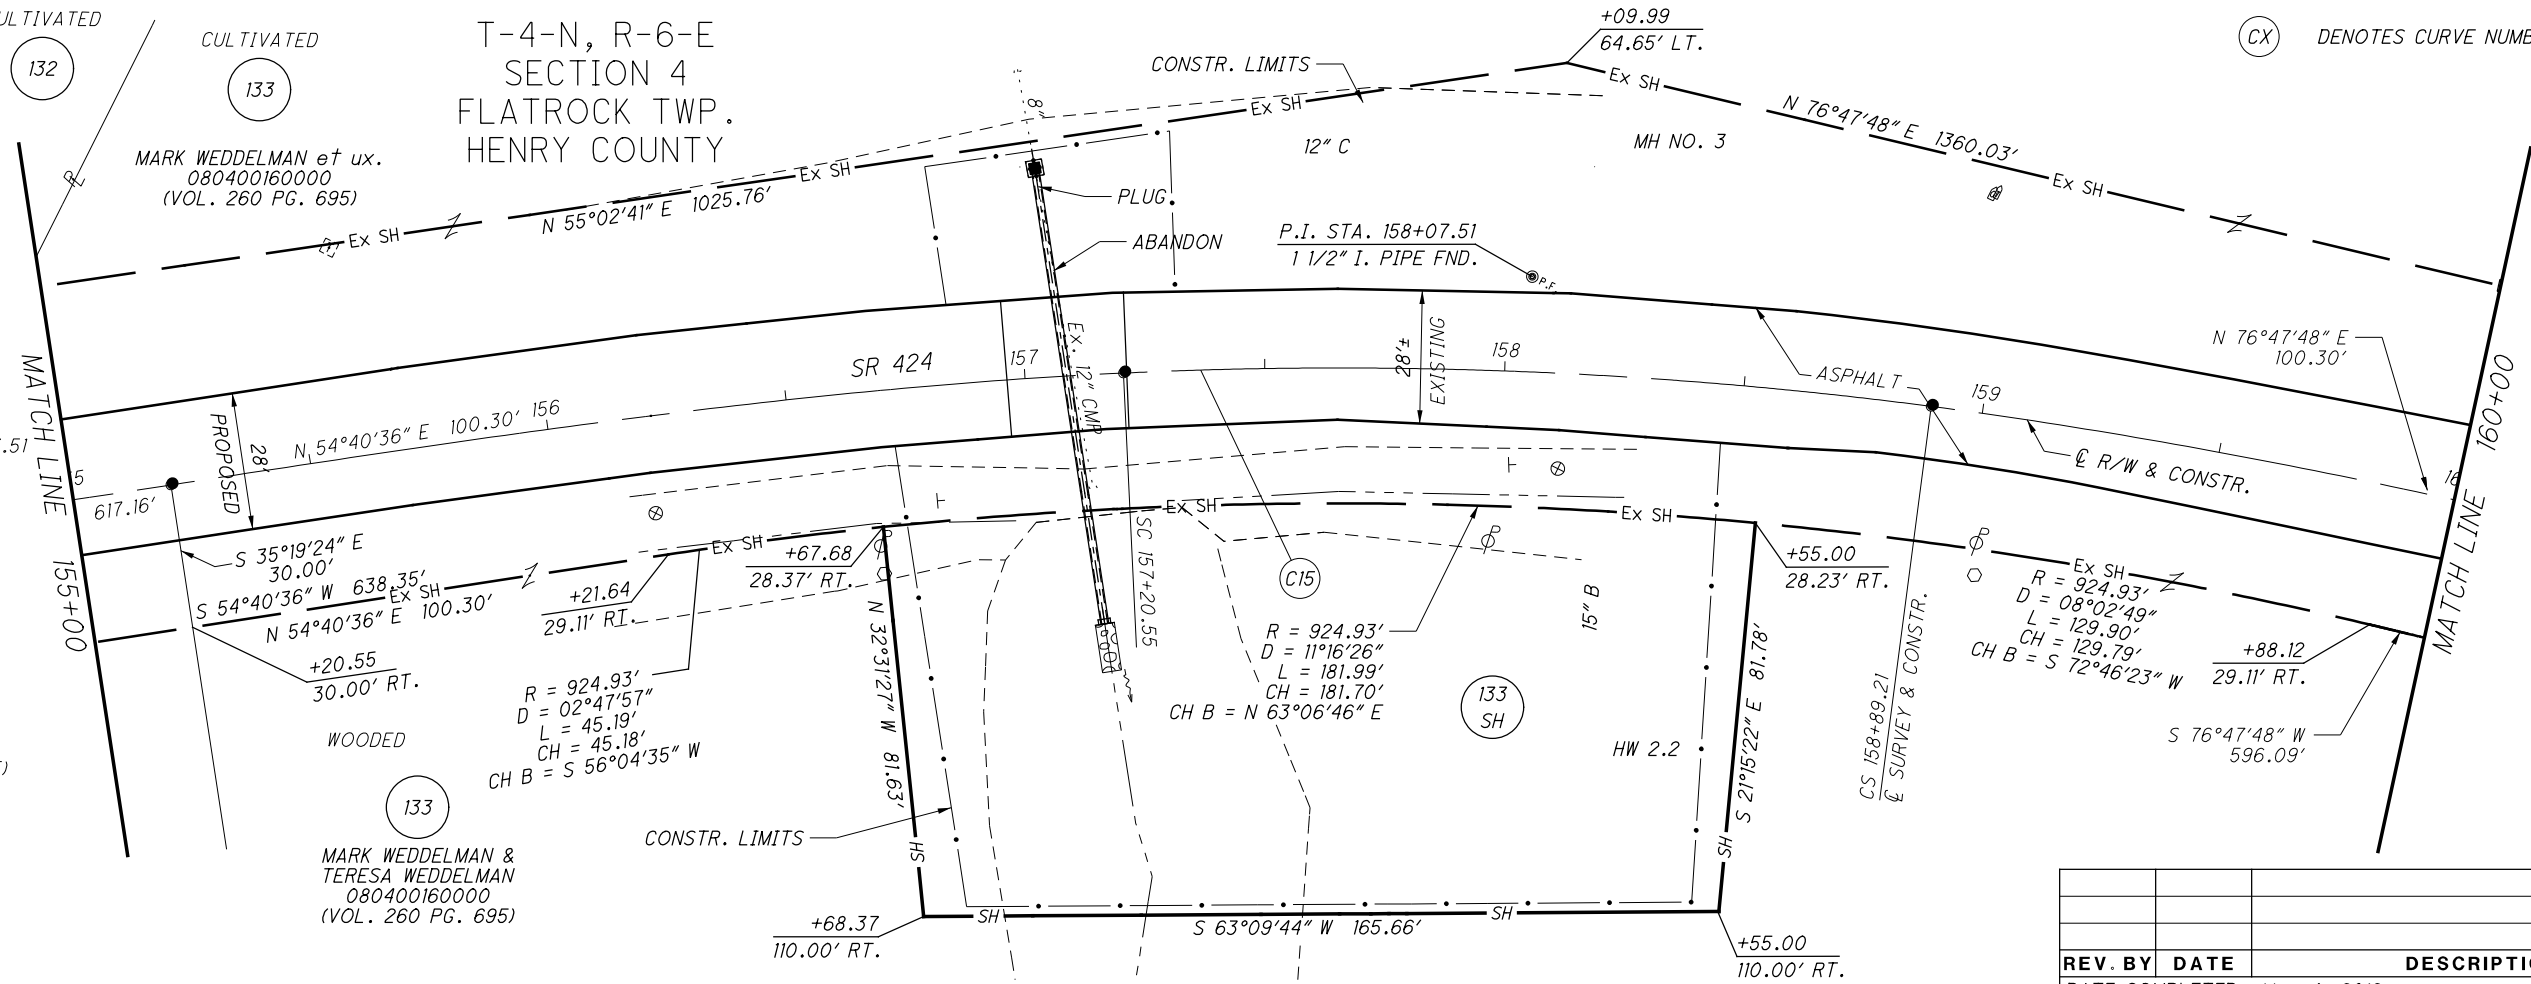 CULTIVATED
132
CULTIVATED
133
MARK WEDDELMAN et ux.
080400160000
(VOL. 260 PG. 695)
T-4-N, R-6-E
SECTION 4
FLATROCK TWP.
HENRY COUNTY
+09.99
64.65' LT.
CONSTR. LIMITS
CX
DENOTES CURVE NUMB
Ex SH
N 76°47'48" E 1360.03'
Ex SH
Ex SH
8"
12" C
MH NO. 3
Ex SH
N 55°02'41" E 1025.76'
Ex SH
PLUG
ABANDON
P.I. STA. 158+07.51
1 1/2" I. PIPE FND.
P.F.
MATCH LINE 155+00
MATCH LINE 160+00
N 76°47'48" E
100.30'
SR 424
157
158
159
16
28'±
EXISTING
ASPHALT
Ex. 12" CMP
℄ R/W & CONSTR.
28'
PROPOSED
N 54°40'36" E 100.30'
156
.51
5
617.16'
S 35°19'24" E
30.00'
S 54°40'36" W 638.35'
Ex SH
N 54°40'36" E 100.30'
+20.55
30.00' RT.
Ex SH
+21.64
29.11' RT.
+67.68
28.37' RT.
Ex SH
Ex SH
SC 157+20.55
C15
+55.00
28.23' RT.
R = 924.93'
D = 02°47'57"
L = 45.19'
CH = 45.18'
CH B = S 56°04'35" W
R = 924.93'
D = 11°16'26"
L = 181.99'
CH = 181.70'
CH B = N 63°06'46" E
15" B
Ex SH
R = 924.93'
D = 08°02'49"
L = 129.90'
CH = 129.79'
CH B = S 72°46'23" W
+88.12
29.11' RT.
S 76°47'48" W
596.09'
CS 158+89.21
℄ SURVEY & CONSTR.
WOODED
133
MARK WEDDELMAN &
TERESA WEDDELMAN
080400160000
(VOL. 260 PG. 695)
)
N 32°31'27" W 81.63'
SH
CONSTR. LIMITS
133
SH
HW 2.2
S 21°15'22" E 81.78'
SH
SH
SH
S 63°09'44" W 165.66'
+68.37
110.00' RT.
+55.00
110.00' RT.
REV. BY DATE DESCRIPTI